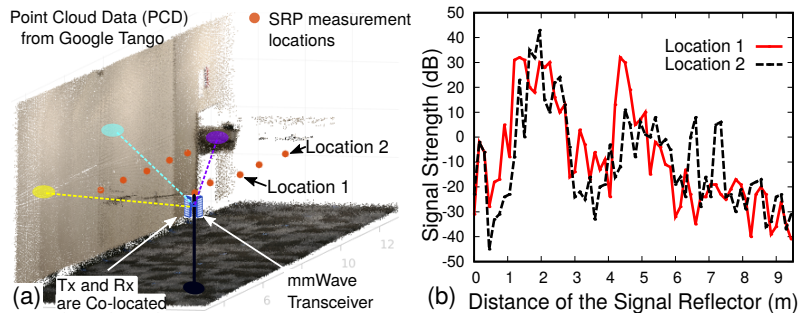 Point Cloud Data (PCD)
from Google Tango
SRP measurement
locations
Location 2
Location 1
12
10
8
6
Tx and Rx
are Co-located
mmWave
Transceiver
(a)
50
40
30
20
10
0
-10
-20
-30
-40
-50
Signal Strength (dB)
Location 1
Location 2
0 1 2 3 4 5 6 7 8 9
Distance of the Signal Reflector (m)
(b)